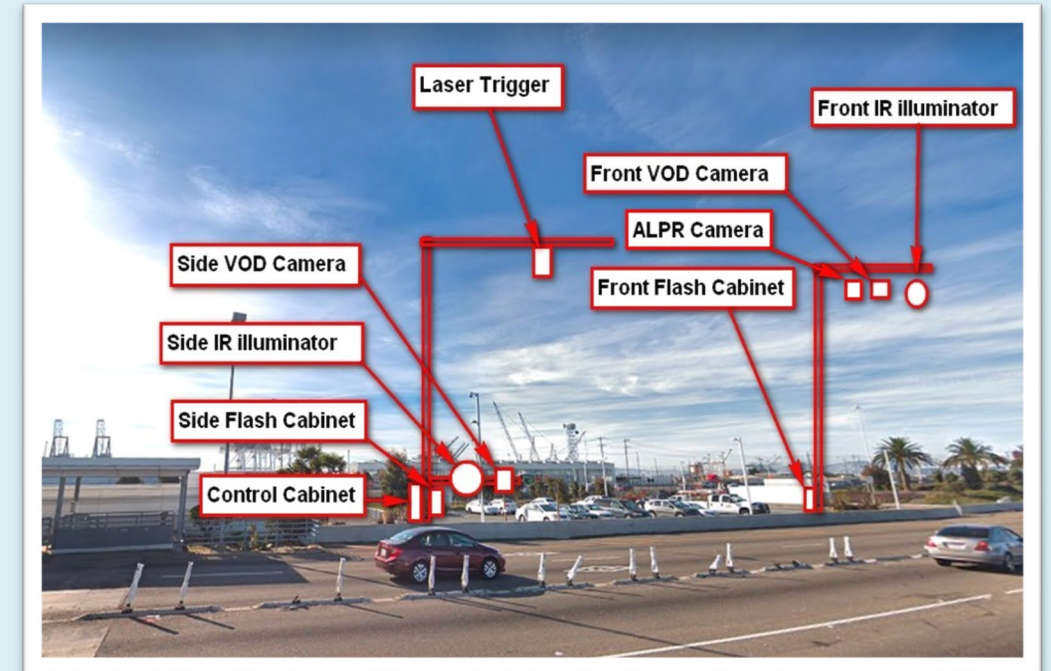 Laser Trigger
Front IR illuminator
Front VOD Camera
ALPR Camera
Side VOD Camera
Front Flash Cabinet
Side IR illuminator
Side Flash Cabinet
Control Cabinet